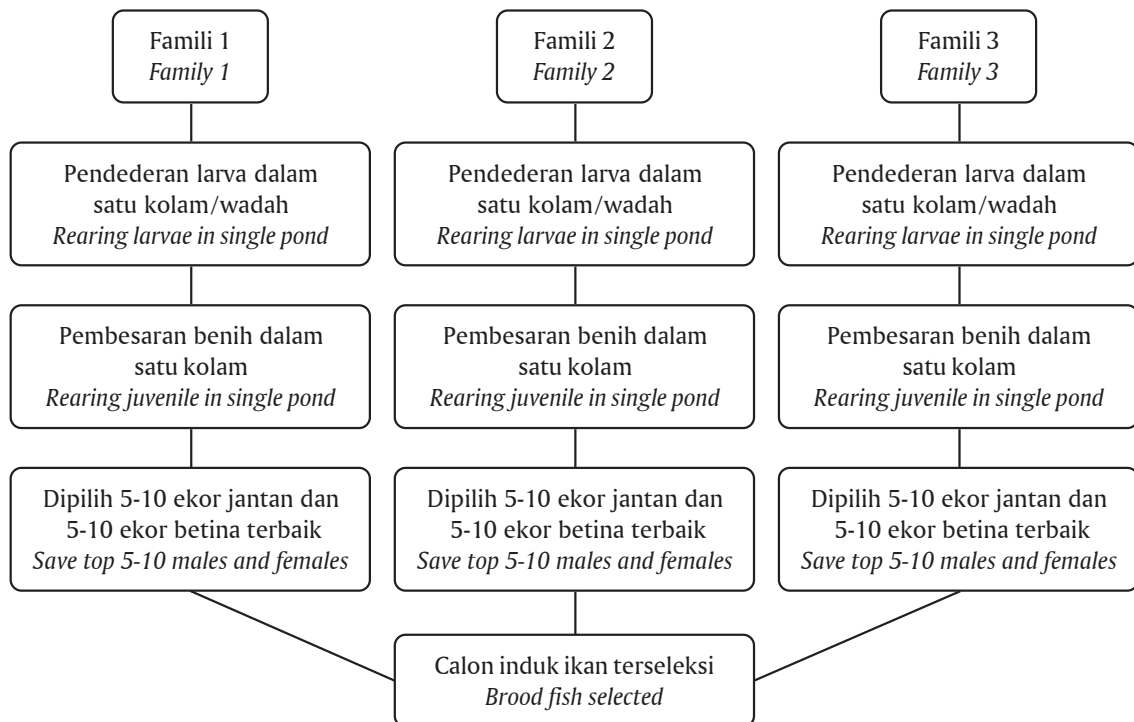 Famili 1
Family 1
Famili 2
Family 2
Famili 3
Family 3
Pendederan larva dalam
satu kolam/wadah
Rearing larvae in single pond
Pendederan larva dalam
satu kolam/wadah
Rearing larvae in single pond
Pendederan larva dalam
satu kolam/wadah
Rearing larvae in single pond
Pembesaran benih dalam
satu kolam
Rearing juvenile in single pond
Pembesaran benih dalam
satu kolam
Rearing juvenile in single pond
Pembesaran benih dalam
satu kolam
Rearing juvenile in single pond
Dipilih 5-10 ekor jantan dan
5-10 ekor betina terbaik
Save top 5-10 males and females
Dipilih 5-10 ekor jantan dan
5-10 ekor betina terbaik
Save top 5-10 males and females
Dipilih 5-10 ekor jantan dan
5-10 ekor betina terbaik
Save top 5-10 males and females
Calon induk ikan terseleksi
Brood fish selected